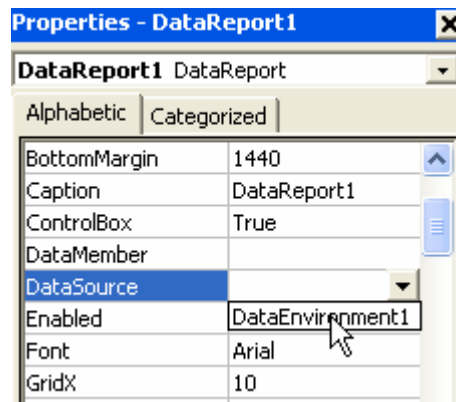 Properties - DataReport1
DataReport1 DataReport
Alphabetic Categorized
BottomMargin 1440
Caption DataReport1
ControlBox True
DataMember
DataSource
Enabled DataEnvironment1
Font Arial
GridX 10